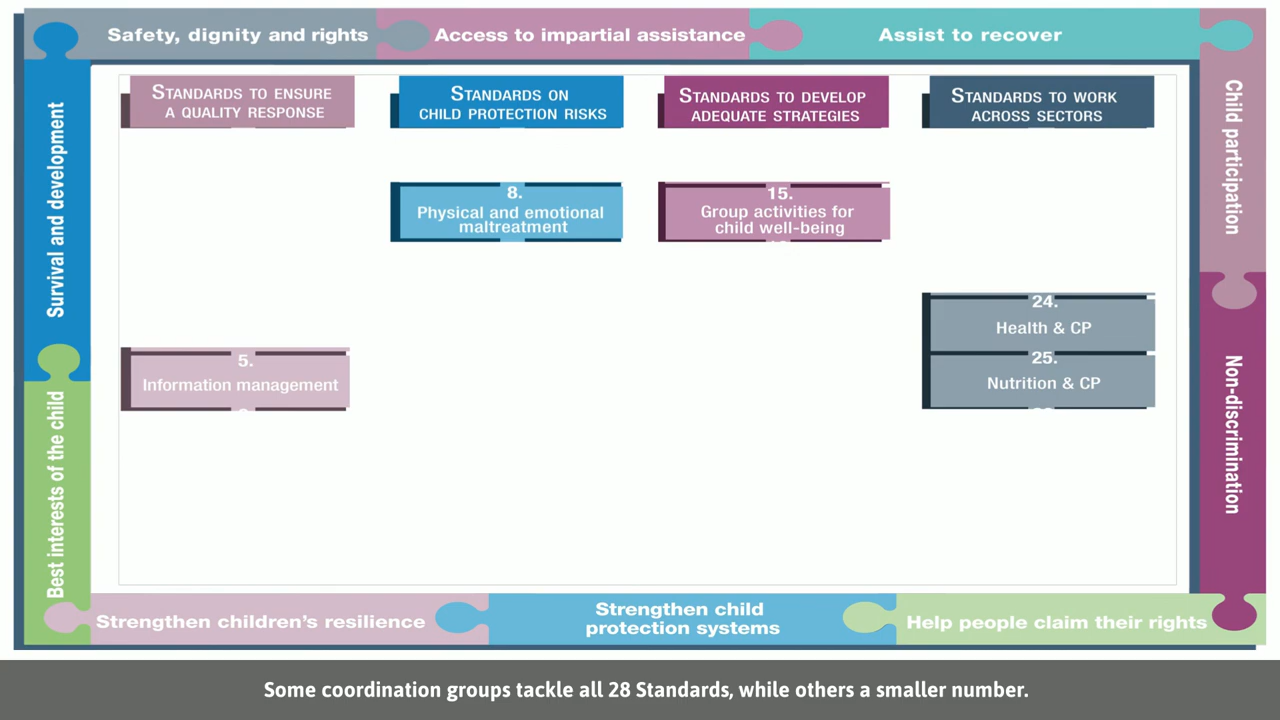 Safety, dignity and rights
Access to impartial assistance
Assist to recover
Survival and development
Best interests of the child
Child participation
Non-discrimination
STANDARDS TO ENSURE
A QUALITY RESPONSE
STANDARDS ON
CHILD PROTECTION RISKS
STANDARDS TO DEVELOP
ADEQUATE STRATEGIES
STANDARDS TO WORK
ACROSS SECTORS
8.
Physical and emotional
maltreatment
15.
Group activities for
child well-being
24.
Health & CP
5.
Information management
25.
Nutrition & CP
Strengthen children's resilience
Strengthen child
protection systems
Help people claim their rights
Some coordination groups tackle all 28 Standards, while others a smaller number.